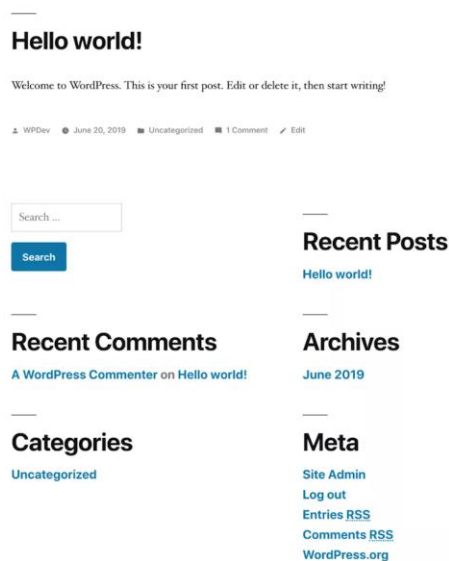 Hello world!
Welcome to WordPress. This is your first post. Edit or delete it, then start writing!
WPDev June 20, 2019 Uncategorized 1 Comment Edit
Search ...
Search
Recent Posts
Hello world!
Recent Comments
A WordPress Commenter on Hello world!
Archives
June 2019
Categories
Uncategorized
Meta
Site Admin
Log out
Entries RSS
Comments RSS
WordPress.org